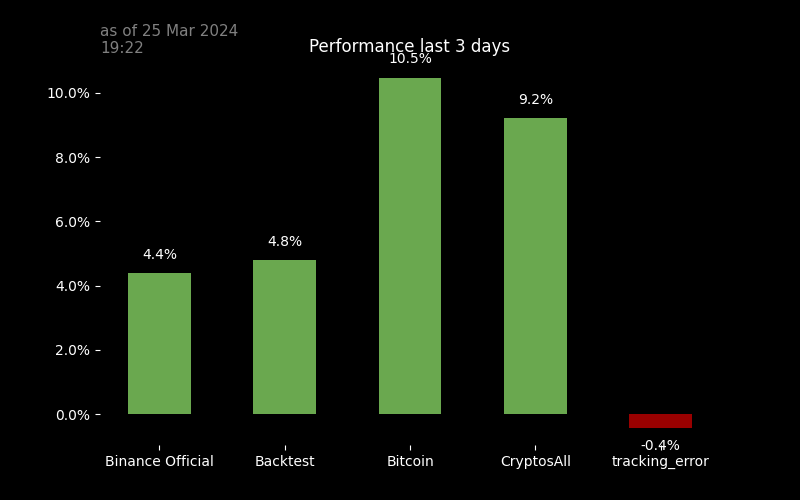 as of 25 Mar 2024
19:22
Performance last 3 days
10.5%
10.0%
9.2%
8.0%
6.0%
4.4%
4.8%
4.0%
2.0%
0.0%
-0.4%
Binance Official
Backtest
Bitcoin
CryptosAll
tracking_error